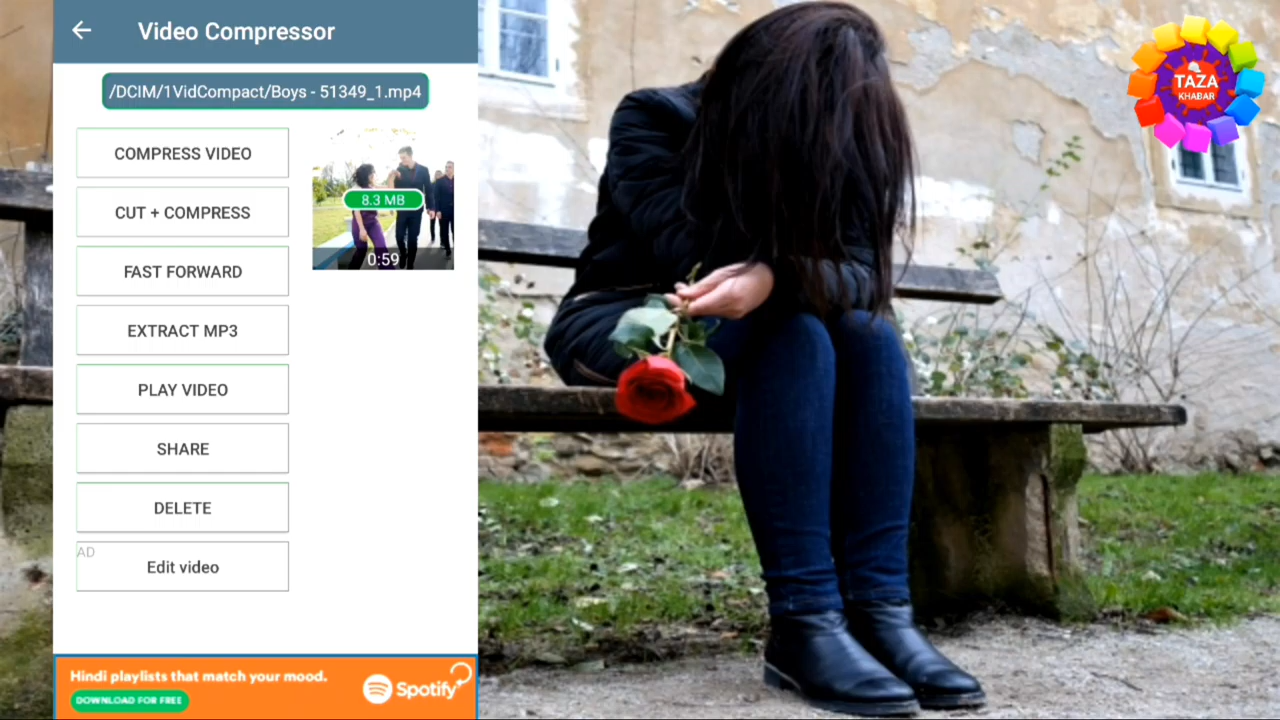 Video Compressor
/DCIM/1VidCompact/Boys - 51349_1.mp4
COMPRESS VIDEO
CUT + COMPRESS
FAST FORWARD
EXTRACT MP3
PLAY VIDEO
SHARE
DELETE
AD
Edit video
8.3 MB
0:59
Hindi playlists that match your mood.
DOWNLOAD FOR FREE
Spotify
TAZA
KHABAR